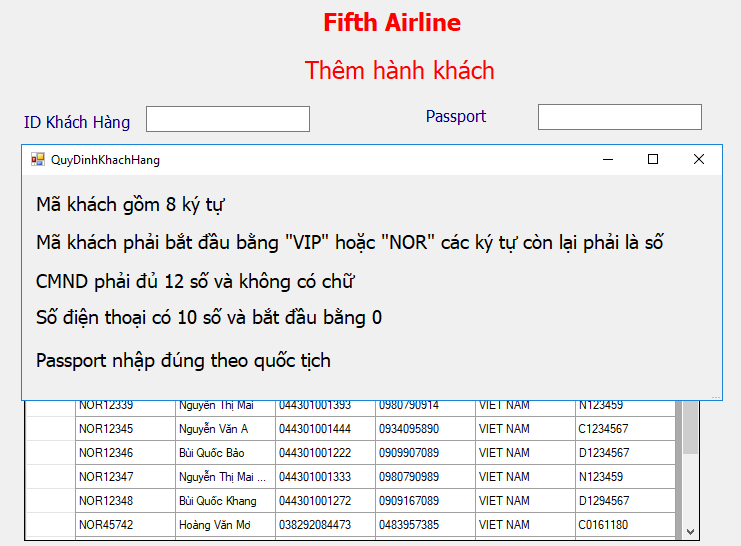 Fifth Airline
Thêm hành khách
ID Khách Hàng Passport
QuyDinhKhachHang
Mã khách gồm 8 ký tự
Mã khách phải bắt đầu bằng "VIP" hoặc "NOR" các ký tự còn lại phải là số
CMND phải đủ 12 số và không có chữ
Số điện thoại có 10 số và bắt đầu bằng 0
Passport nhập đúng theo quốc tịch
NOR12339 Nguyễn Thị Mai 044301001393 0980790914 VIET NAM N123459
NOR12345 Nguyễn Văn A 044301001444 0934095890 VIET NAM C1234567
NOR12346 Bùi Quốc Bảo 044301001222 0909907089 VIET NAM D1234567
NOR12347 Nguyễn Thị Mai ... 044301001333 0980790989 VIET NAM N123459
NOR12348 Bùi Quốc Khang 044301001272 0909167089 VIET NAM D1294567
NOR45742 Hoàng Văn Mơ 038292084473 0483957385 VIET NAM C0161180